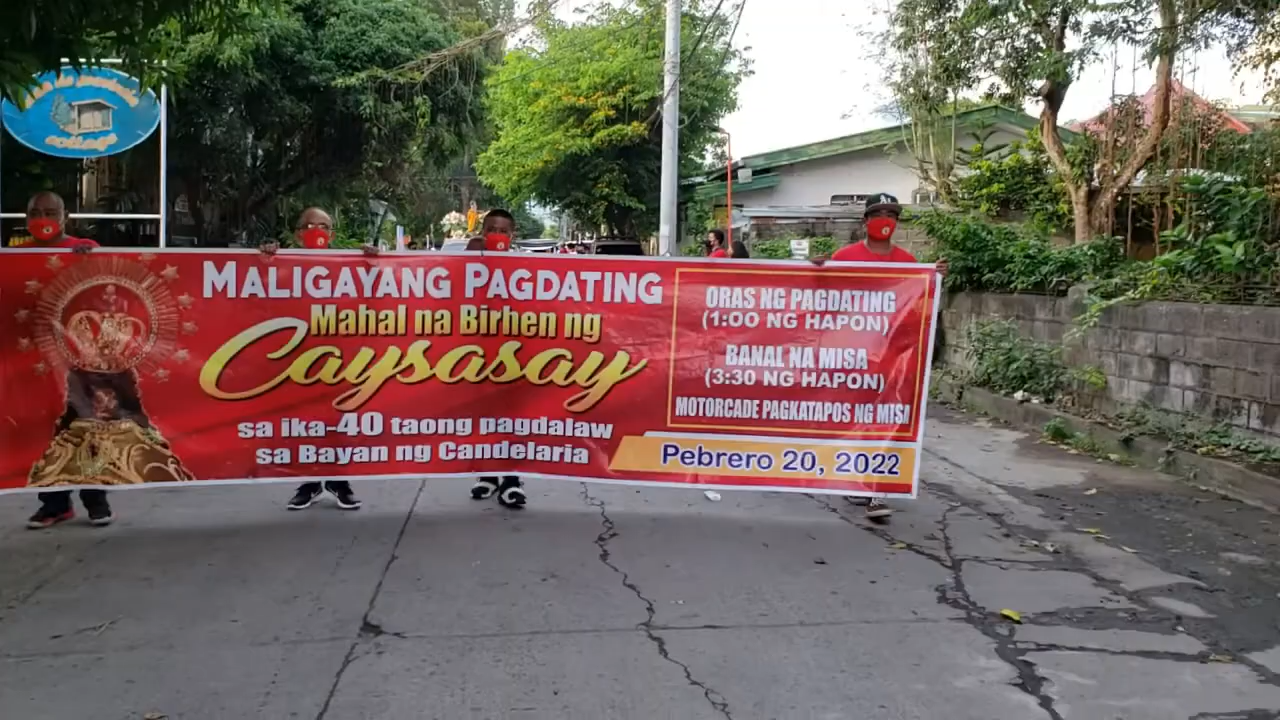 cottage
MALIGAYANG PAGDATING
Mahal na Birhen ng
Caysasay
sa ika-40 taong pagdalaw
sa Bayan ng Candelaria
ORAS NG PAGDATING
(1:00 NG HAPON)
BANAL NA MISA
(3:30 NG HAPON)
MOTORCADE PAGKATAPOS NG MISA
Pebrero 20, 2022